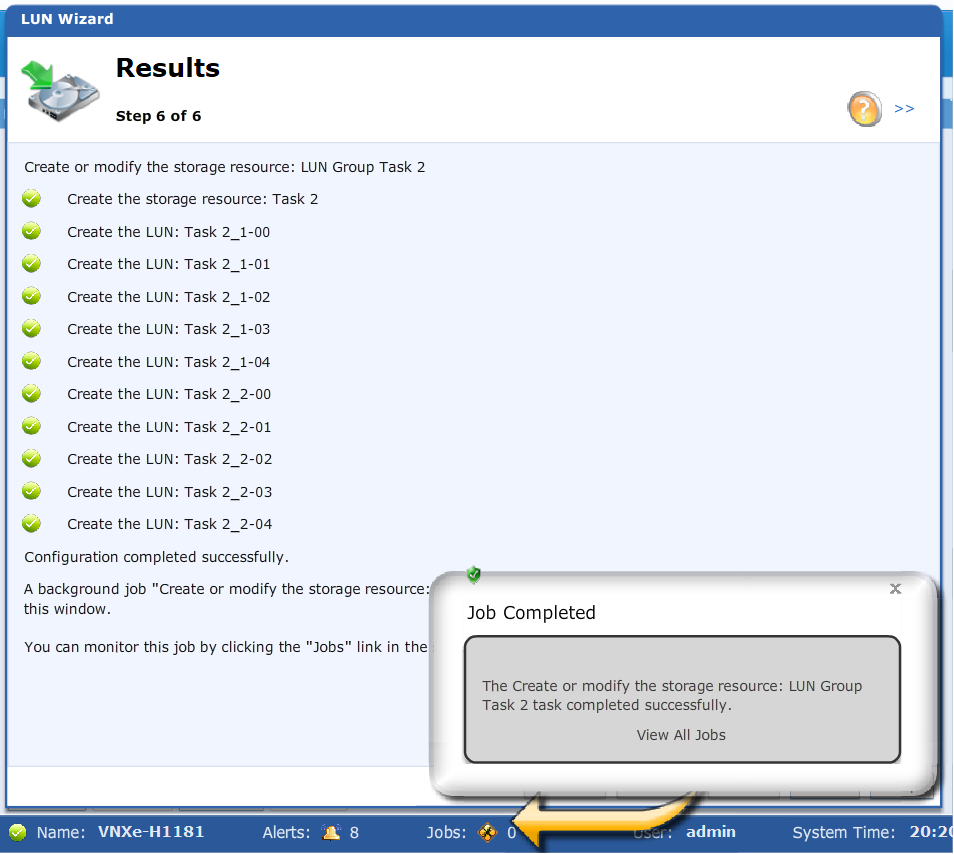 LUN Wizard
Results
Step 6 of 6
>>
Create or modify the storage resource: LUN Group Task 2
Create the storage resource: Task 2
Create the LUN: Task 2_1-00
Create the LUN: Task 2_1-01
Create the LUN: Task 2_1-02
Create the LUN: Task 2_1-03
Create the LUN: Task 2_1-04
Create the LUN: Task 2_2-00
Create the LUN: Task 2_2-01
Create the LUN: Task 2_2-02
Create the LUN: Task 2_2-03
Create the LUN: Task 2_2-04
Configuration completed successfully.
A background job "Create or modify the storage resource:
this window.
You can monitor this job by clicking the "Jobs" link in the
Job Completed
The Create or modify the storage resource: LUN Group
Task 2 task completed successfully.
View All Jobs
Name: VNXe-H1181 Alerts: 8 Jobs: 0 User: admin System Time: 20:20